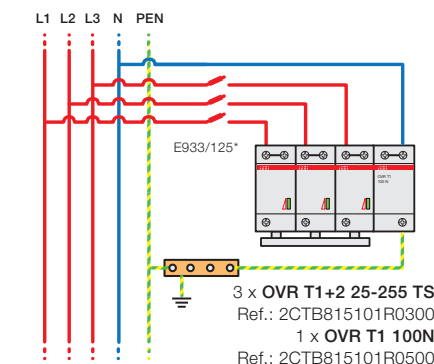 L1 L2 L3 N PEN
E933/125*
OVR T1
100 N
3 x OVR T1+2 25-255 TS
Ref.: 2CTB815101R0300
1 x OVR T1 100N
Ref.: 2CTB815101R0500